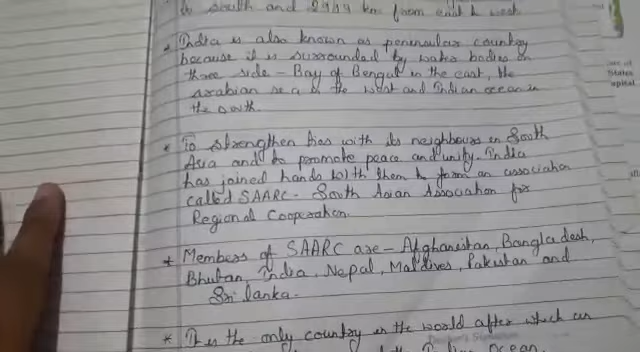 south and 2933 km from east to west
* India is also known as peninsular country
because it is surrounded by water bodies on
three side - Bay of Bengal in the east, the
arabian sea in the west and Indian ocean in
the south.
* To strengthen ties with its neighbours in South
Asia and to promote peace and unity. India
has joined hands with them to form an association
called SAARC - South Asian Association for
Regional Cooperation.
* Members of SAARC are - Afghanistan, Bangladesh,
Bhutan, India, Nepal, Maldives, Pakistan and
Sri lanka.
* It is the only country in the world after which an
ocean.
States
apital